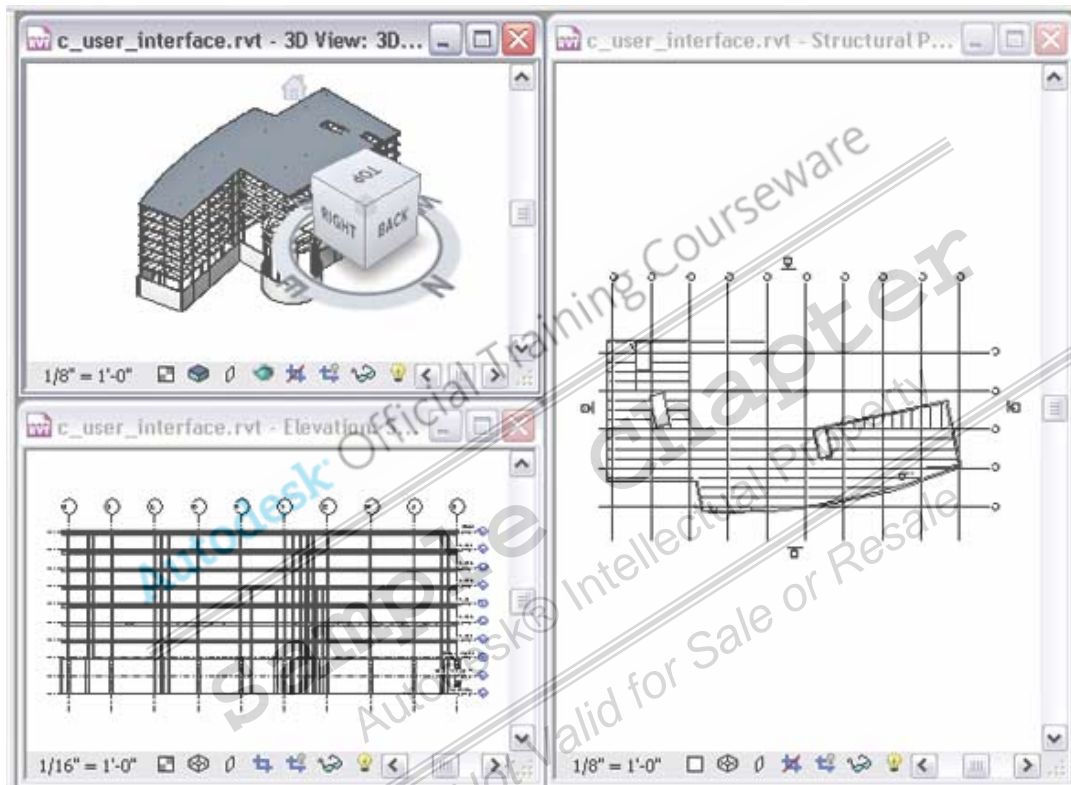 c_user_interface.rvt - 3D View: 3D...
TOP
RIGHT
BACK
E
N
1/8" = 1'-0"
c_user_interface.rvt - Structural P...
1/8" = 1'-0"
c_user_interface.rvt - Elevation: S...
1/16" = 1'-0"
Autodesk® Official Training Courseware
Sample Chapter
Autodesk® Intellectual Property
Not Valid for Sale or Resale